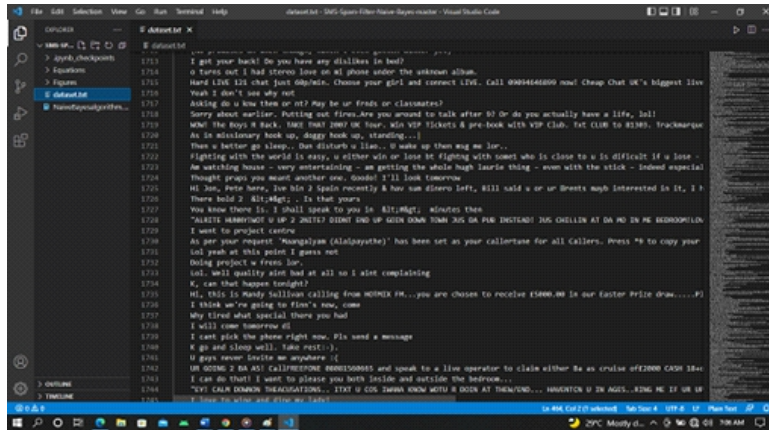 File Edit Selection View Go Run Terminal Help
dataset.txt - SMS-Spam-Filter-Naive-Bayes-master - Visual Studio Code
EXPLORER
dataset.txt
SMS-SP...
.ipynb_checkpoints
Equations
Figures
dataset.txt
NaiveBayesalgorithm...
OUTLINE
TIMELINE
dataset.txt
1713 I got your back! Do you have any dislikes in bed?
1714 o turns out i had stereo love on mi phone under the unknown album.
1715 Hard LIVE 121 chat just 60p/min. Choose your girl and connect LIVE. Call 09094646899 now! Cheap Chat UK's biggest live
1716 Yeah I don't see why not
1717 Asking do u knw them or nt? May be ur frnds or classmates?
1718 Sorry about earlier. Putting out fires.Are you around to talk after 9? Or do you actually have a life, lol!
1719 WOW! The Boys R Back. TAKE THAT 2007 UK Tour. Win VIP Tickets & pre-book with VIP Club. Txt CLUB to 81303. Trackmarque
1720 As in missionary hook up, doggy hook up, standing...|
1721 Then u better go sleep.. Dun disturb u liao.. U wake up then msg me lor..
1722 Fighting with the world is easy, u either win or lose bt fightng with some1 who is close to u is dificult if u lose -
1723 Am watching house – very entertaining – am getting the whole hugh laurie thing – even with the stick – indeed especial
1724 Thought praps you meant another one. Goodo! I'll look tomorrow
1725 Hi Jon, Pete here, Ive bin 2 Spain recently & hav sum dinero left, Bill said u or ur Brents mayb interested in it, I h
1726 There bold 2 &lt;#&gt; . Is that yours
1727 You know there is. I shall speak to you in &lt;#&gt; minutes then
1728 "ALRITE HUNNY!WOT U UP 2 2NITE? DIDNT END UP GOIN DOWN TOWN JUS DA PUB INSTEAD! JUS CHILLIN AT DA MO IN ME BEDROOM!LOV
1729 I went to project centre
1730 As per your request 'Maangalyam (Alaipayuthe)' has been set as your callertune for all Callers. Press *9 to copy your
1731 Lol yeah at this point I guess not
1732 Doing project w frens lor.
1733 Lol. Well quality aint bad at all so i aint complaining
1734 K, can that happen tonight?
1735 Hi, this is Mandy Sullivan calling from HOTMIX FM...you are chosen to receive £5000.00 in our Easter Prize draw.....Pl
1736 I think we're going to finn's now, come
1737 Why tired what special there you had
1738 I will come tomorrow di
1739 I cant pick the phone right now. Pls send a message
1740 K go and sleep well. Take rest:-).
1741 U guys never invite me anywhere :(
1742 UR GOING 2 BAHAMAS! CallFREEFONE 08081560665 and speak to a live operator to claim either
1743 I can do that! I want to please you both inside and outside the bedroom...
1744 "EY! CALM DOWNON THEACUSATIONS.. ITXT U COS IWANA KNOW WOTU R DOIN AT THEW/END... HAVENTCN U IN AGES..RING ME IF UR UP
1745 I love to wine and dine my lady!
Ln 464, Col 2 (9 selected) Tab Size: 4 UTF-8 LF Plain Text
29°C Mostly cl... 7:08 AM